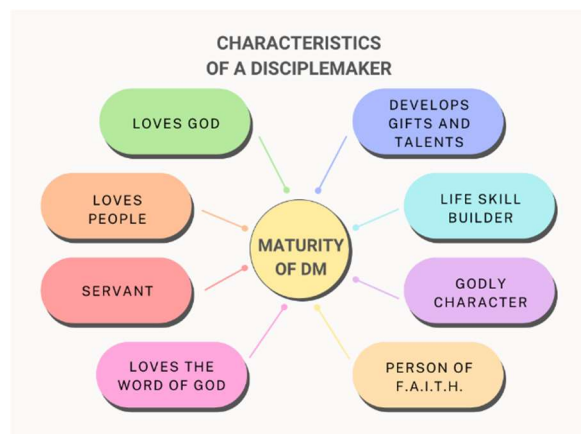 CHARACTERISTICS
OF A DISCIPLEMAKER
LOVES GOD
DEVELOPS
GIFTS AND
TALENTS
LOVES
PEOPLE
LIFE SKILL
BUILDER
MATURITY
OF DM
SERVANT
GODLY
CHARACTER
LOVES THE
WORD OF GOD
PERSON OF
F.A.I.T.H.